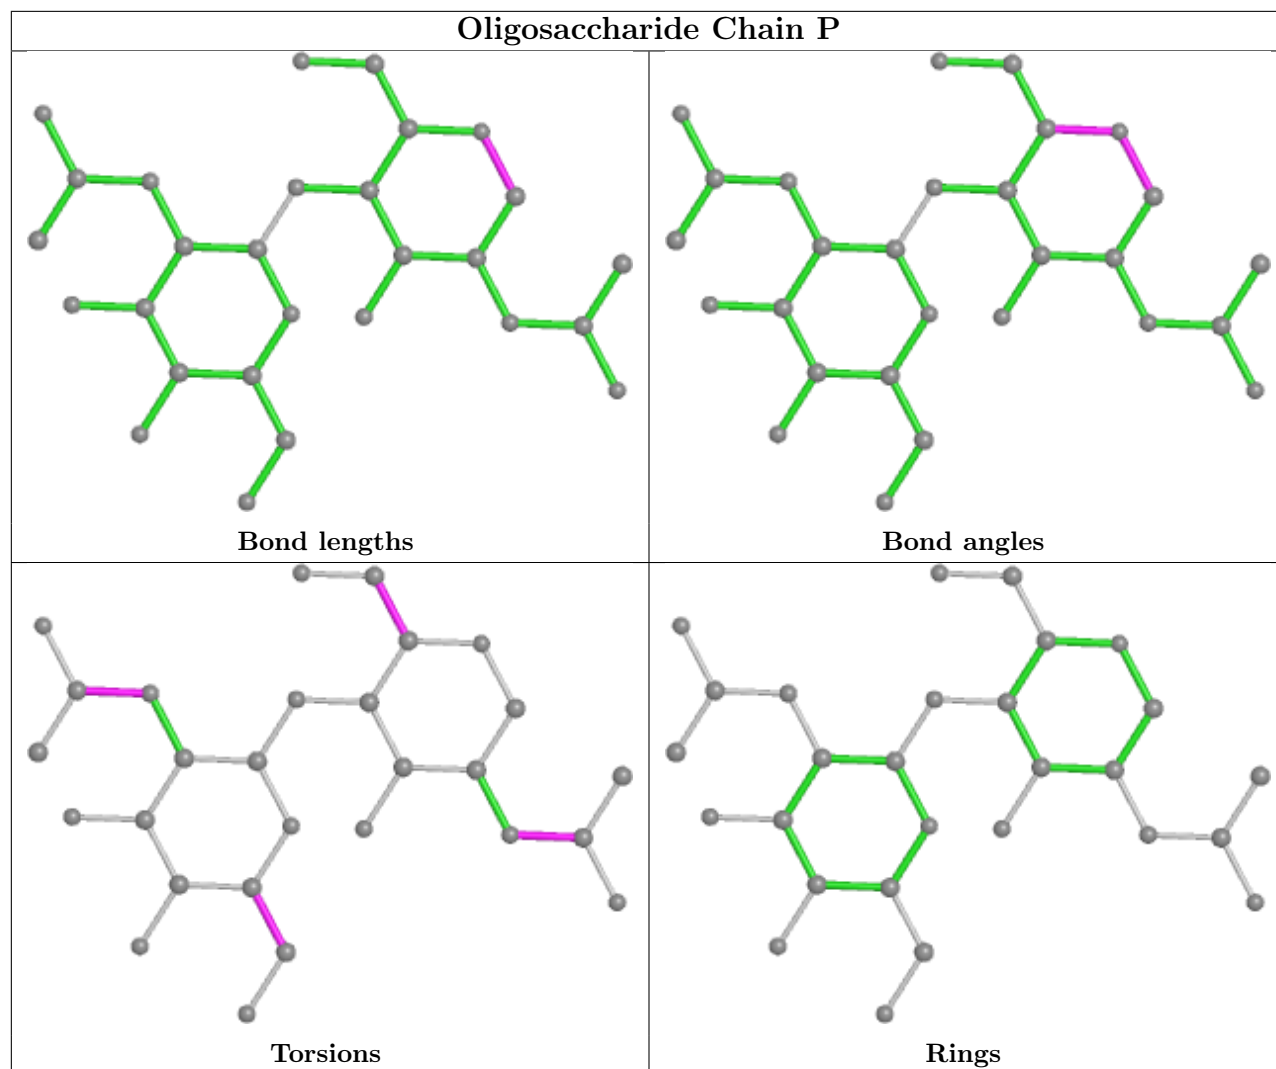 Oligosaccharide Chain P
Bond lengths
Bond angles
Torsions
Rings